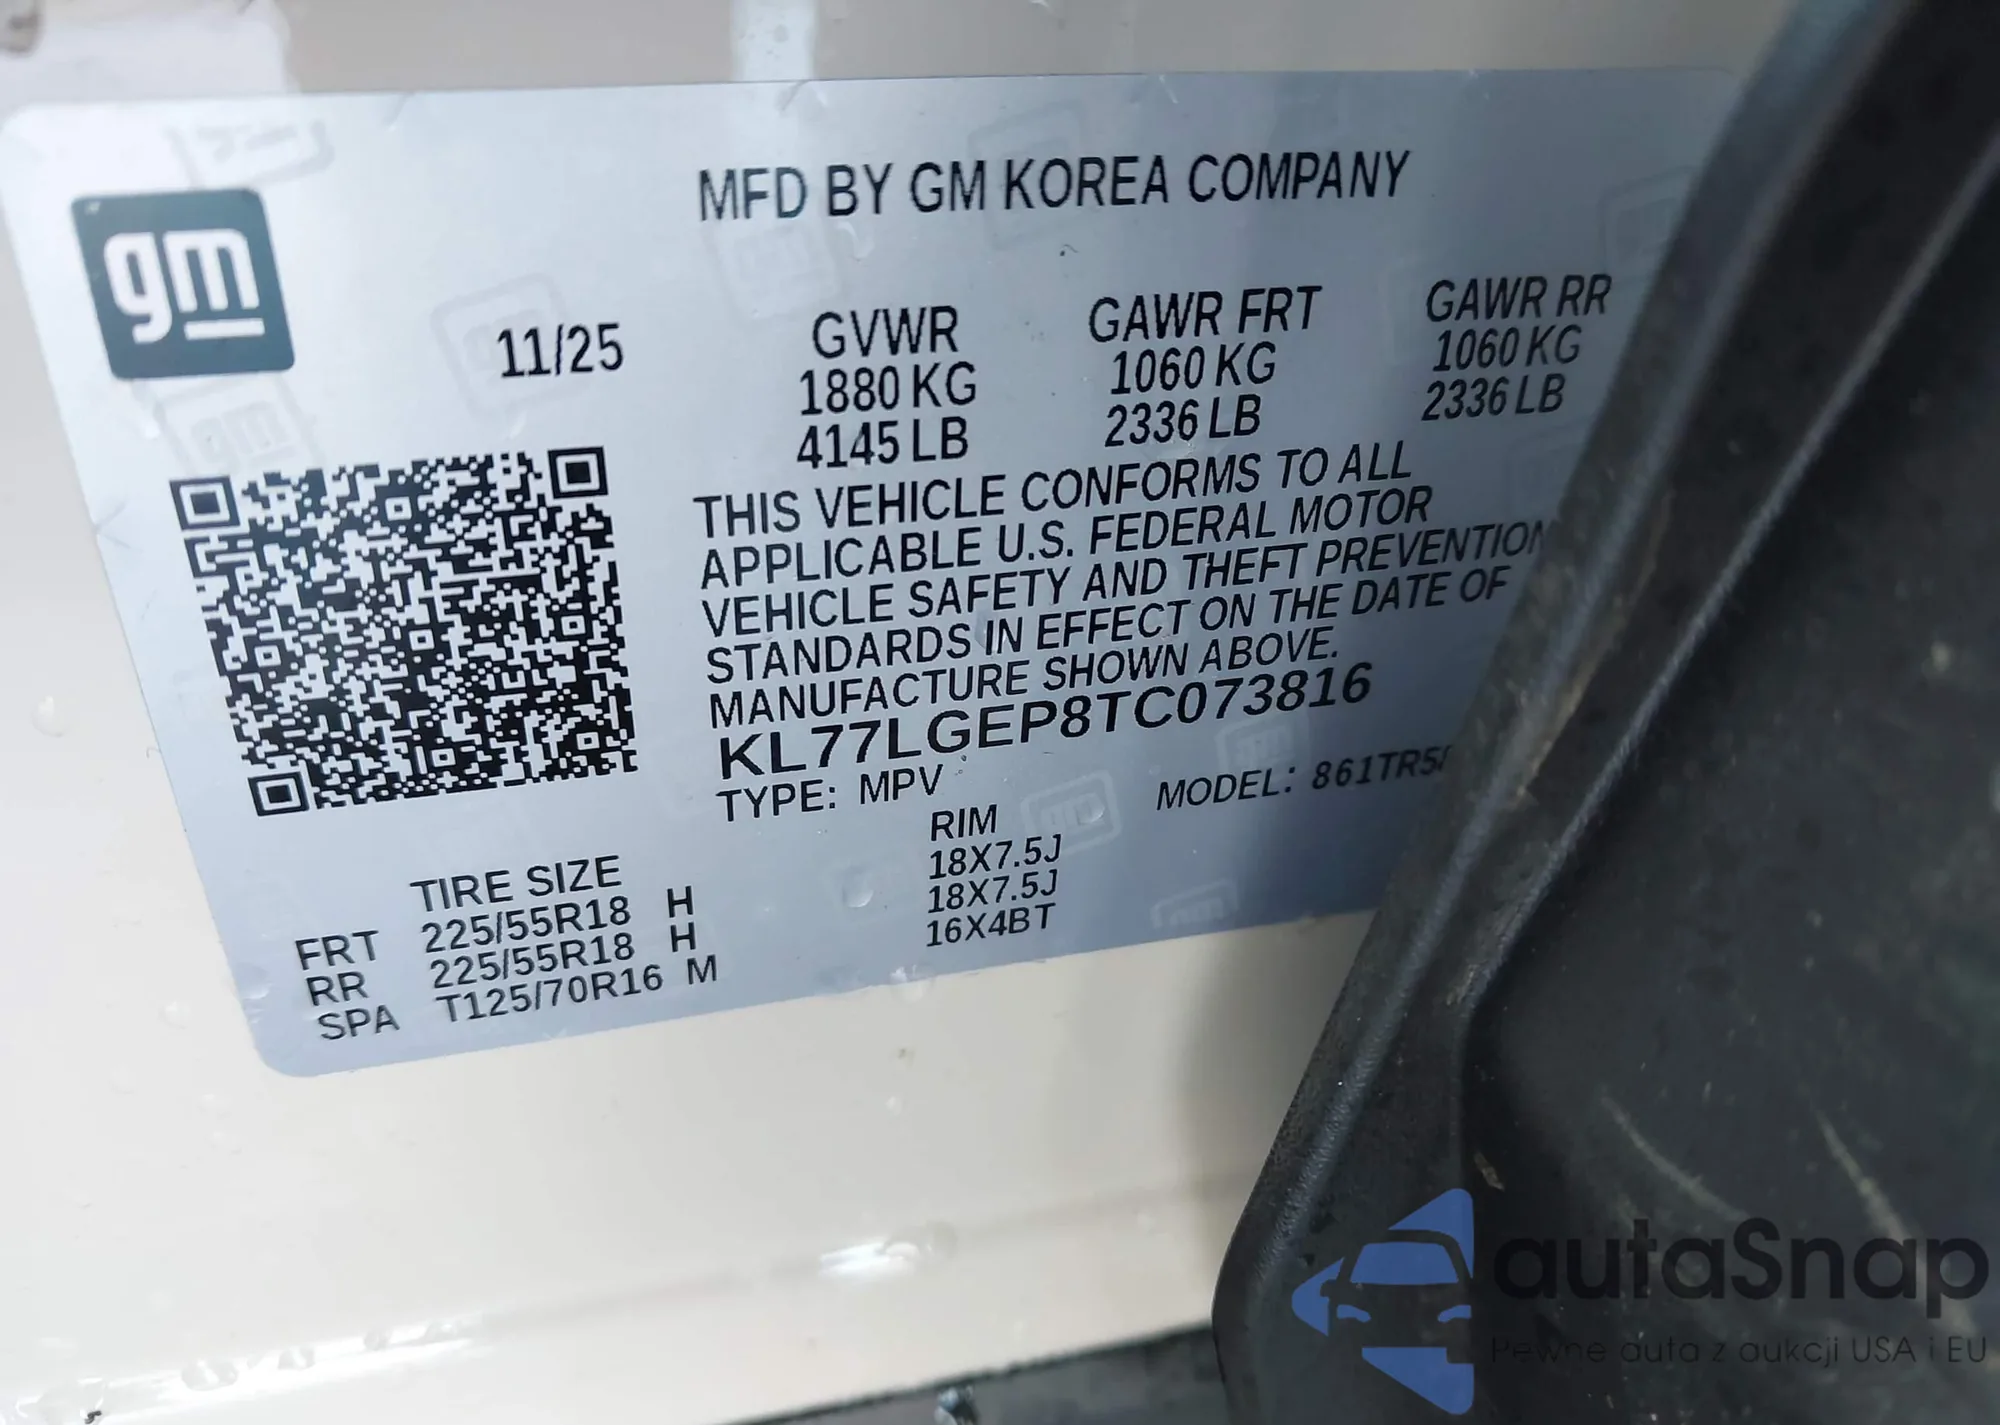 gm
MFD BY GM KOREA COMPANY
11/25
GVWR GAWR FRT GAWR RR
1880 KG 1060 KG 1060 KG
4145 LB 2336 LB 2336 LB
THIS VEHICLE CONFORMS TO ALL
APPLICABLE U.S. FEDERAL MOTOR
VEHICLE SAFETY AND THEFT PREVENTION
STANDARDS IN EFFECT ON THE DATE OF
MANUFACTURE SHOWN ABOVE.
KL77LGEP8TC073816
TYPE: MPV MODEL: 861TR5
TIRE SIZE RIM
FRT 225/55R18 H 18X7.5J
RR 225/55R18 H 18X7.5J
SPA T125/70R16 M 16X4BT
autaSnap
Pewne auta z aukcji USA i EU